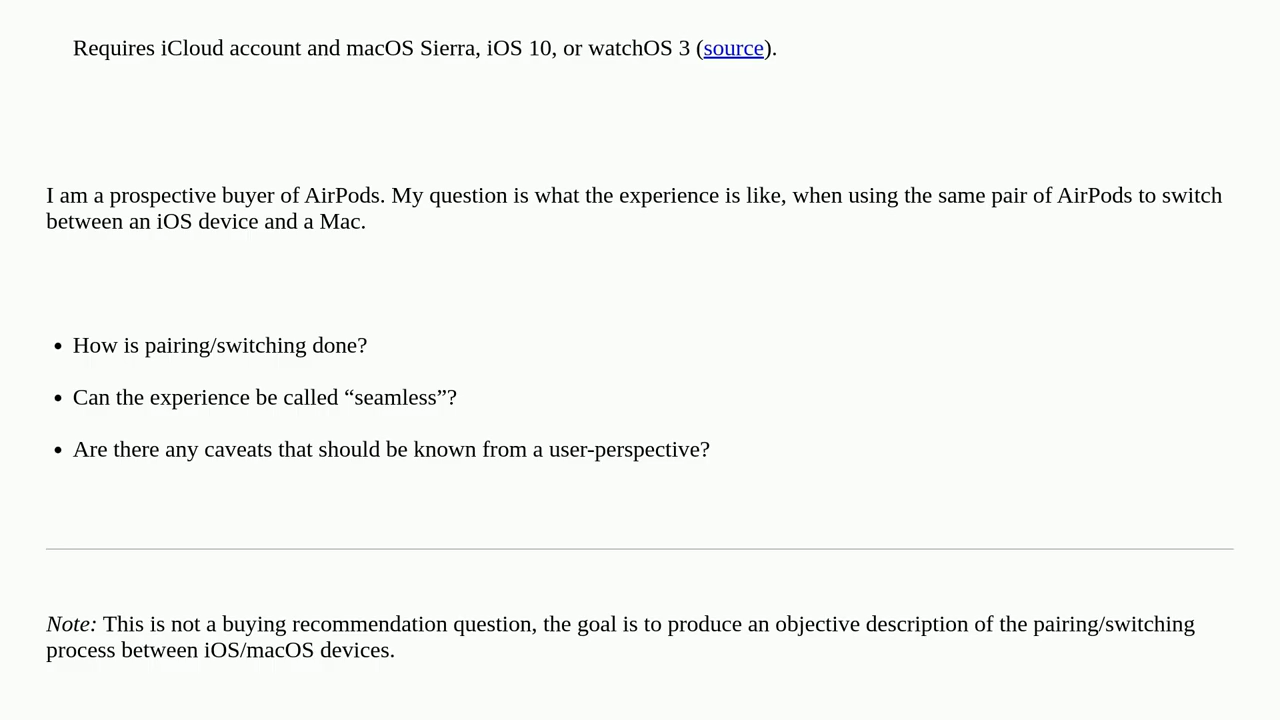 Requires iCloud account and macOS Sierra, iOS 10, or watchOS 3 (source).
I am a prospective buyer of AirPods. My question is what the experience is like, when using the same pair of AirPods to switch
between an iOS device and a Mac.
• How is pairing/switching done?
• Can the experience be called “seamless”?
• Are there any caveats that should be known from a user-perspective?
Note: This is not a buying recommendation question, the goal is to produce an objective description of the pairing/switching
process between iOS/macOS devices.